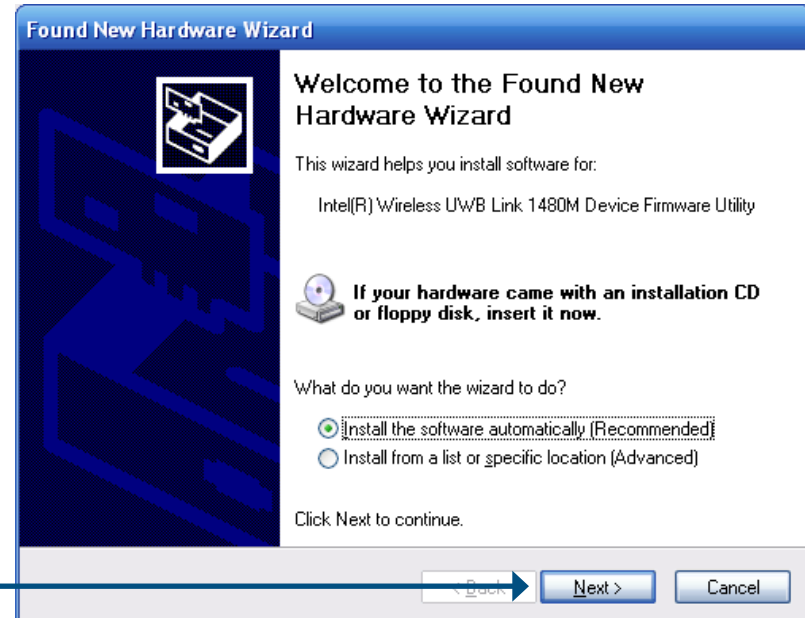 Found New Hardware Wizard
Welcome to the Found New
Hardware Wizard
This wizard helps you install software for:
Intel(R) Wireless UWB Link 1480M Device Firmware Utility
If your hardware came with an installation CD
or floppy disk, insert it now.
What do you want the wizard to do?
Install the software automatically (Recommended)
Install from a list or specific location (Advanced)
Click Next to continue.
< Back Next > Cancel